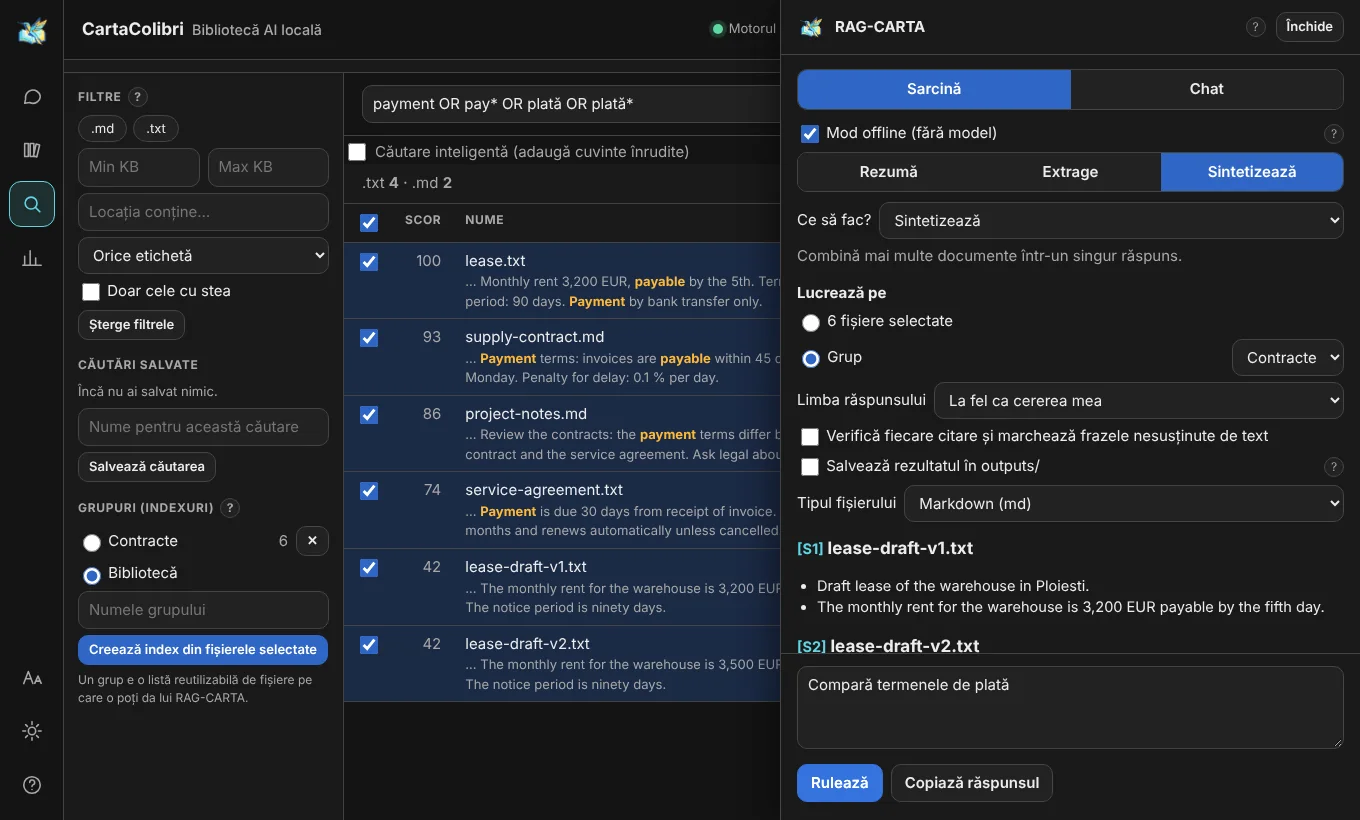 CartaColibri Bibliotecă AI locală
Motorul
FILTRE ?
.md .txt
Min KB Max KB
Locația conține...
Orice etichetă
Doar cele cu stea
Șterge filtrele
CĂUTĂRI SALVATE
Încă nu ai salvat nimic.
Nume pentru această căutare
Salvează căutarea
GRUPURI (INDEXURI) ?
Contracte 6 ✕
Bibliotecă
Numele grupului
Creează index din fișierele selectate
Un grup e o listă reutilizabilă de fișiere pe
care o poți da lui RAG-CARTA.
AA
payment OR pay* OR plată OR plată*
Căutare inteligentă (adaugă cuvinte înrudite)
.txt 4 · .md 2
SCOR NUME
100 lease.txt
... Monthly rent 3,200 EUR, payable by the 5th.
period: 90 days. Payment by bank transfer only.
93 supply-contract.md
... Payment terms: invoices are payable within 45
Monday. Penalty for delay: 0.1 % per day.
86 project-notes.md
... Review the contracts: the payment terms differ
contract and the service agreement. Ask legal
74 service-agreement.txt
... Payment is due 30 days from receipt of invoice.
months and renews automatically unless cancelled
42 lease-draft-v1.txt
... The monthly rent for the warehouse is 3,200 EUR
The notice period is ninety days.
42 lease-draft-v2.txt
... The monthly rent for the warehouse is 3,500 EUR
The notice period is ninety days.
RAG-CARTA ? Închide
Sarcină Chat
Mod offline (fără model) ?
Rezumă Extrage Sintetizează
Ce să fac? Sintetizează
Combină mai multe documente într-un singur răspuns.
Lucrează pe
6 fișiere selectate
Grup Contracte
Limba răspunsului La fel ca cererea mea
Verifică fiecare citare și marchează frazele nesusținute de text
Salvează rezultatul în outputs/ ?
Tipul fișierului Markdown (md)
[S1] lease-draft-v1.txt
• Draft lease of the warehouse in Ploiesti.
• The monthly rent for the warehouse is 3,200 EUR payable by the fifth day.
[S2] lease-draft-v2.txt
Compară termenele de plată
Rulează Copiază răspunsul